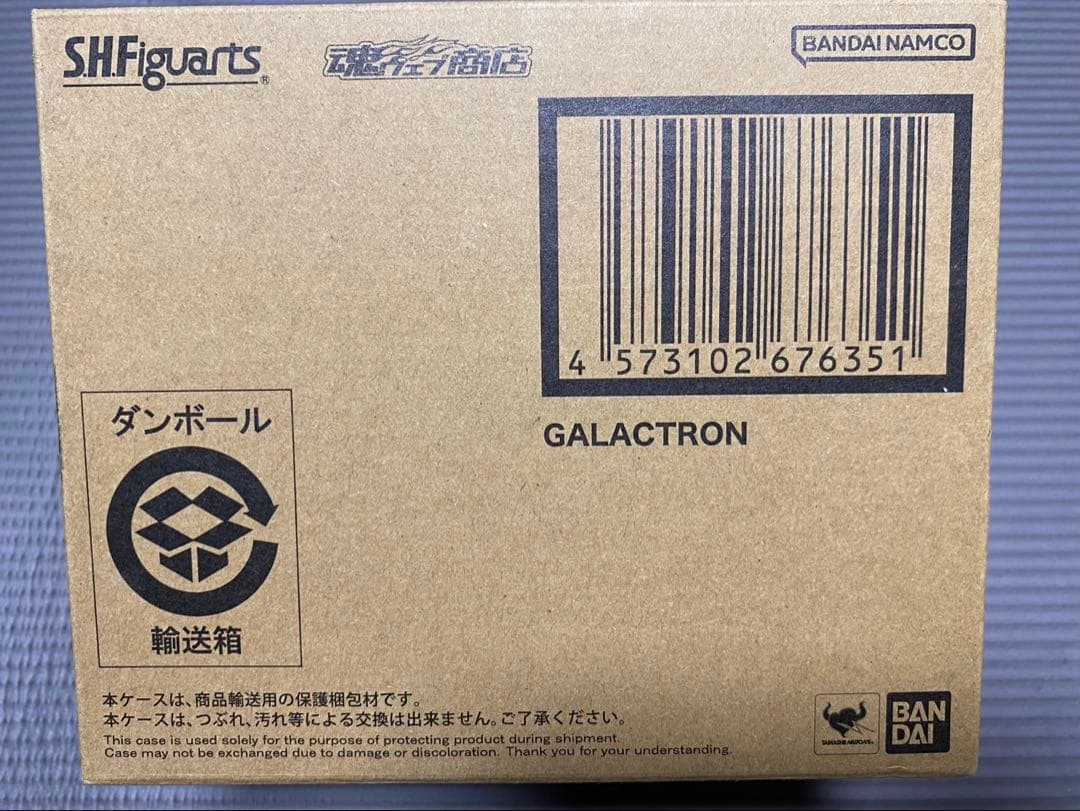 S.H.Figuarts®
魂ウェブ商店
BANDAI NAMCO
4 573102 676351
GALACTRON
ダンボール
輸送箱
本ケースは、商品輸送用の保護梱包材です。
本ケースは、つぶれ、汚れ等による交換は出来ません。ご了承ください。
This case is used solely for the purpose of protecting product during shipment.
Case may not be exchanged due to damage or discoloration. Thank you for your understanding.
TAMASHII NATIONS
BAN
DAI